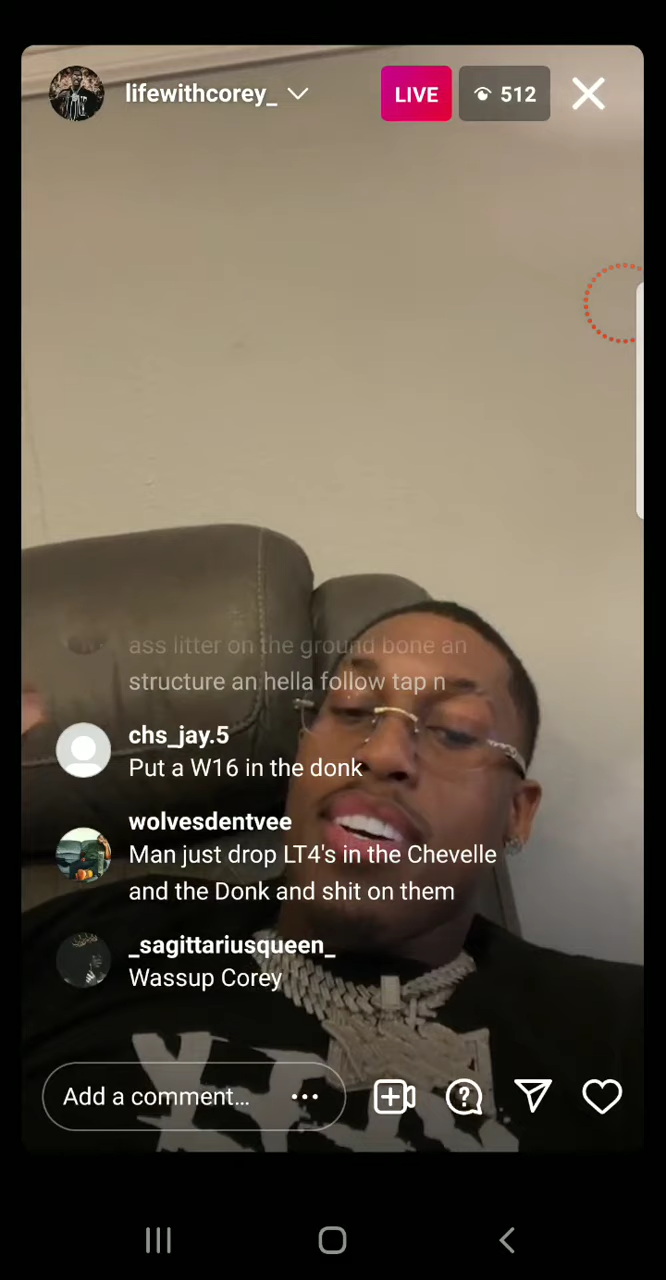 lifewithcorey_
LIVE
512
ass litter on the ground bone an
structure an hella follow tap n
chs_jay.5
Put a W16 in the donk
wolvesdentvee
Man just drop LT4's in the Chevelle
and the Donk and shit on them
_sagittariusqueen_
Wassup Corey
Add a comment...